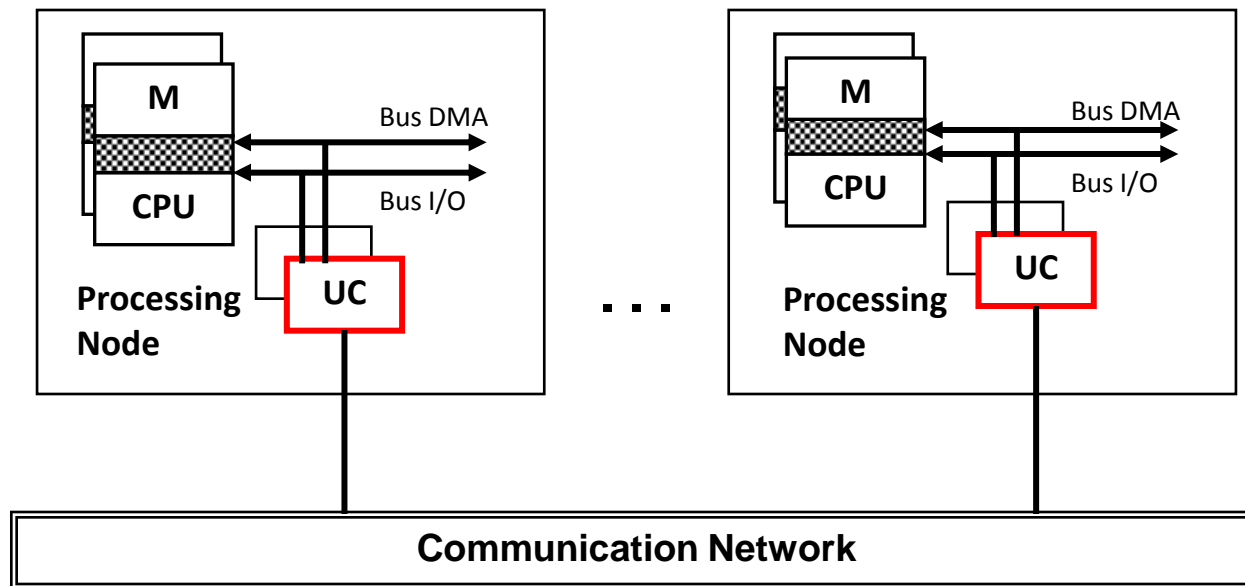 M
Bus DMA
CPU
Bus I/O
UC
Processing
Node
. . .
M
Bus DMA
CPU
Bus I/O
UC
Processing
Node
Communication Network